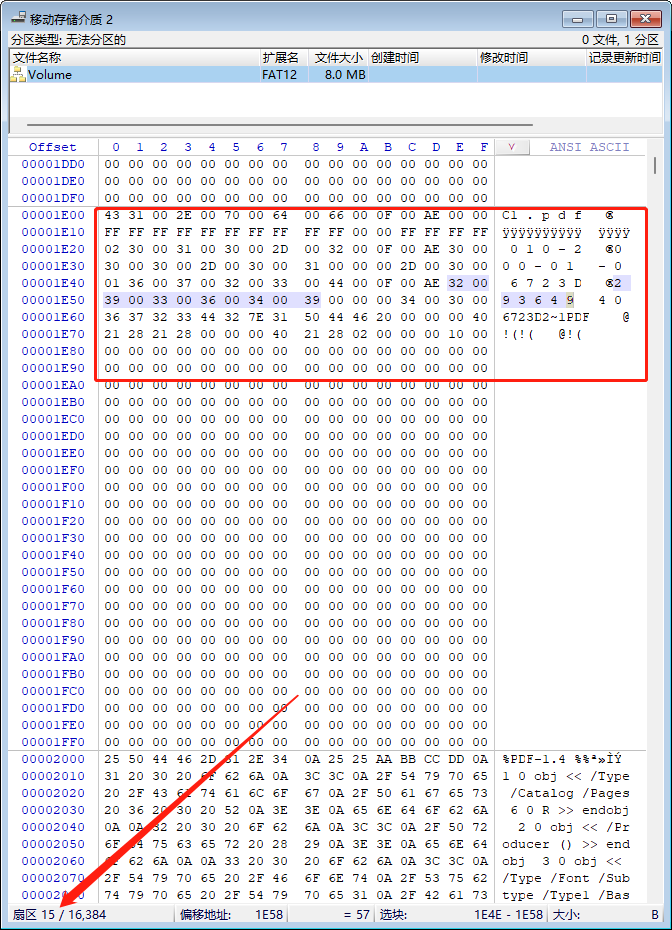 移动存储介质 2
分区类型: 无法分区的 0 文件, 1 分区
文件名称 扩展名 文件大小 创建时间 修改时间 记录更新时间
Volume FAT12 8.0 MB
Offset 0 1 2 3 4 5 6 7 8 9 A B C D E F ANSI ASCII
00001DD0 00 00 00 00 00 00 00 00 00 00 00 00 00 00 00 00
00001DE0 00 00 00 00 00 00 00 00 00 00 00 00 00 00 00 00
00001DF0 00 00 00 00 00 00 00 00 00 00 00 00 00 00 00 00
00001E00 43 31 00 2E 00 70 00 64 00 66 00 0F 00 AE 00 00 C1.pdf ®
00001E10 FF FF FF FF FF FF FF FF FF FF 00 00 FF FF FF FF ÿÿÿÿÿÿÿÿÿÿ ÿÿÿÿ
00001E20 02 30 00 31 00 30 00 2D 00 32 00 0F 00 AE 30 00 0 1 0 - 2 ®0
00001E30 30 00 30 00 2D 00 30 00 31 00 00 00 2D 00 30 00 0 0 - 0 1 - 0
00001E40 01 36 00 37 00 32 00 33 00 44 00 0F 00 AE 32 00 6 7 2 3 D ®2
00001E50 39 00 33 00 36 00 34 00 39 00 00 00 34 00 30 00 9 3 6 4 9 4 0
00001E60 36 37 32 33 44 32 7E 31 50 44 46 20 00 00 00 40 6723D2~1PDF @
00001E70 21 28 21 28 00 00 00 40 21 28 02 00 00 00 10 00 !(!( @!(
00001E80 00 00 00 00 00 00 00 00 00 00 00 00 00 00 00 00
00001E90 00 00 00 00 00 00 00 00 00 00 00 00 00 00 00 00
00001EA0 00 00 00 00 00 00 00 00 00 00 00 00 00 00 00 00
00001EB0 00 00 00 00 00 00 00 00 00 00 00 00 00 00 00 00
00001EC0 00 00 00 00 00 00 00 00 00 00 00 00 00 00 00 00
00001ED0 00 00 00 00 00 00 00 00 00 00 00 00 00 00 00 00
00001EE0 00 00 00 00 00 00 00 00 00 00 00 00 00 00 00 00
00001EF0 00 00 00 00 00 00 00 00 00 00 00 00 00 00 00 00
00001F00 00 00 00 00 00 00 00 00 00 00 00 00 00 00 00 00
00001F10 00 00 00 00 00 00 00 00 00 00 00 00 00 00 00 00
00001F20 00 00 00 00 00 00 00 00 00 00 00 00 00 00 00 00
00001F30 00 00 00 00 00 00 00 00 00 00 00 00 00 00 00 00
00001F40 00 00 00 00 00 00 00 00 00 00 00 00 00 00 00 00
00001F50 00 00 00 00 00 00 00 00 00 00 00 00 00 00 00 00
00001F60 00 00 00 00 00 00 00 00 00 00 00 00 00 00 00 00
00001F70 00 00 00 00 00 00 00 00 00 00 00 00 00 00 00 00
00001F80 00 00 00 00 00 00 00 00 00 00 00 00 00 00 00 00
00001F90 00 00 00 00 00 00 00 00 00 00 00 00 00 00 00 00
00001FA0 00 00 00 00 00 00 00 00 00 00 00 00 00 00 00 00
00001FB0 00 00 00 00 00 00 00 00 00 00 00 00 00 00 00 00
00001FC0 00 00 00 00 00 00 00 00 00 00 00 00 00 00 00 00
00001FD0 00 00 00 00 00 00 00 00 00 00 00 00 00 00 00 00
00001FE0 00 00 00 00 00 00 00 00 00 00 00 00 00 00 00 00
00001FF0 00 00 00 00 00 00 00 00 00 00 00 00 00 00 00 00
00002000 25 50 44 46 2D 31 2E 34 0A 25 25 AA BB CC DD 0A %PDF-1.4 %%ª»ÌÝ
00002010 31 20 30 20 6F 62 6A 0A 3C 3C 0A 2F 54 79 70 65 1 0 obj << /Type
00002020 20 2F 43 61 74 61 6C 6F 67 0A 2F 50 61 67 65 73 /Catalog /Pages
00002030 20 36 20 30 20 52 0A 3E 3E 0A 65 6E 64 6F 62 6A 6 0 R >> endobj
00002040 0A 0A 32 20 30 20 6F 62 6A 0A 3C 3C 0A 2F 50 72 2 0 obj << /Pr
00002050 6F 64 75 63 65 72 20 28 29 0A 3E 3E 0A 65 6E 64 oducer () >> end
00002060 6F 62 6A 0A 0A 33 20 30 20 6F 62 6A 0A 3C 3C 0A obj 3 0 obj <<
00002070 2F 54 79 70 65 20 2F 46 6F 6E 74 0A 2F 53 75 62 /Type /Font /Sub
00002080 74 79 70 65 20 2F 54 79 70 65 31 0A 2F 42 61 73 type /Type1 /Bas
扇区 15 / 16,384 偏移地址: 1E58 = 57 选块: 1E4E - 1E58 大小: B